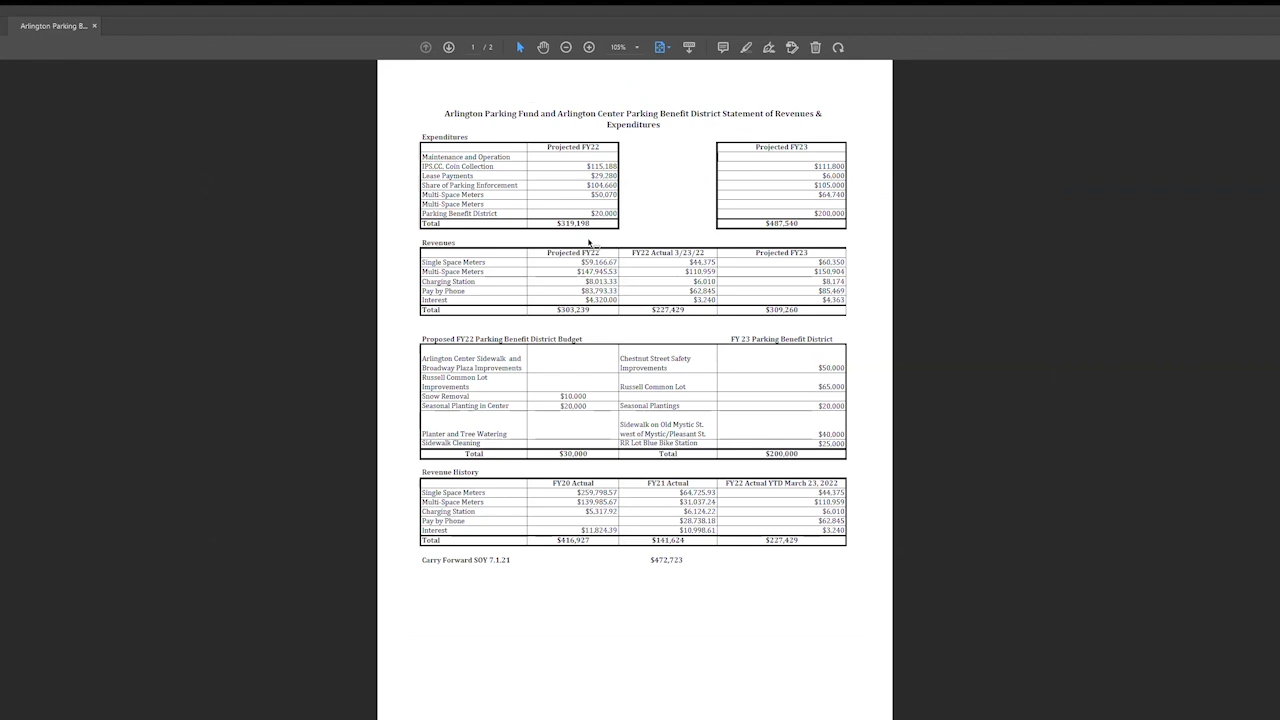 Arlington Parking B... ×
1 / 2 105%
Arlington Parking Fund and Arlington Center Parking Benefit District Statement of Revenues &
Expenditures
Expenditures
Projected FY22 Projected FY23
Maintenance and Operation
IPS.CC. Coin Collection $115,188 $111,800
Lease Payments $29,280 $6,000
Share of Parking Enforcement $104,660 $105,000
Multi-Space Meters $50,070 $64,740
Multi-Space Meters
Parking Benefit District $20,000 $200,000
Total $319,198 $487,540
Revenues
Projected FY22 FY22 Actual 3/23/22 Projected FY23
Single Space Meters $59,166.67 $44,375 $60,350
Multi-Space Meters $147,945.53 $110,959 $150,904
Charging Station $8,013.33 $6,010 $8,174
Pay by Phone $83,793.33 $62,845 $85,469
Interest $4,320.00 $3,240 $4,363
Total $303,239 $227,429 $309,260
Proposed FY22 Parking Benefit District Budget FY 23 Parking Benefit District
Arlington Center Sidewalk and Chestnut Street Safety
Broadway Plaza Improvements Improvements $50,000
Russell Common Lot
Improvements Russell Common Lot $65,000
Snow Removal $10,000
Seasonal Planting in Center $20,000 Seasonal Plantings $20,000
Sidewalk on Old Mystic St.
Planter and Tree Watering west of Mystic/Pleasant St. $40,000
Sidewalk Cleaning RR Lot Blue Bike Station $25,000
Total $30,000 Total $200,000
Revenue History
FY20 Actual FY21 Actual FY22 Actual YTD March 23, 2022
Single Space Meters $259,798.57 $64,725.93 $44,375
Multi-Space Meters $139,985.67 $31,037.24 $110,959
Charging Station $5,317.92 $6,124.22 $6,010
Pay by Phone $28,738.18 $62,845
Interest $11,824.39 $10,998.61 $3,240
Total $416,927 $141,624 $227,429
Carry Forward SOY 7.1.21 $472,723